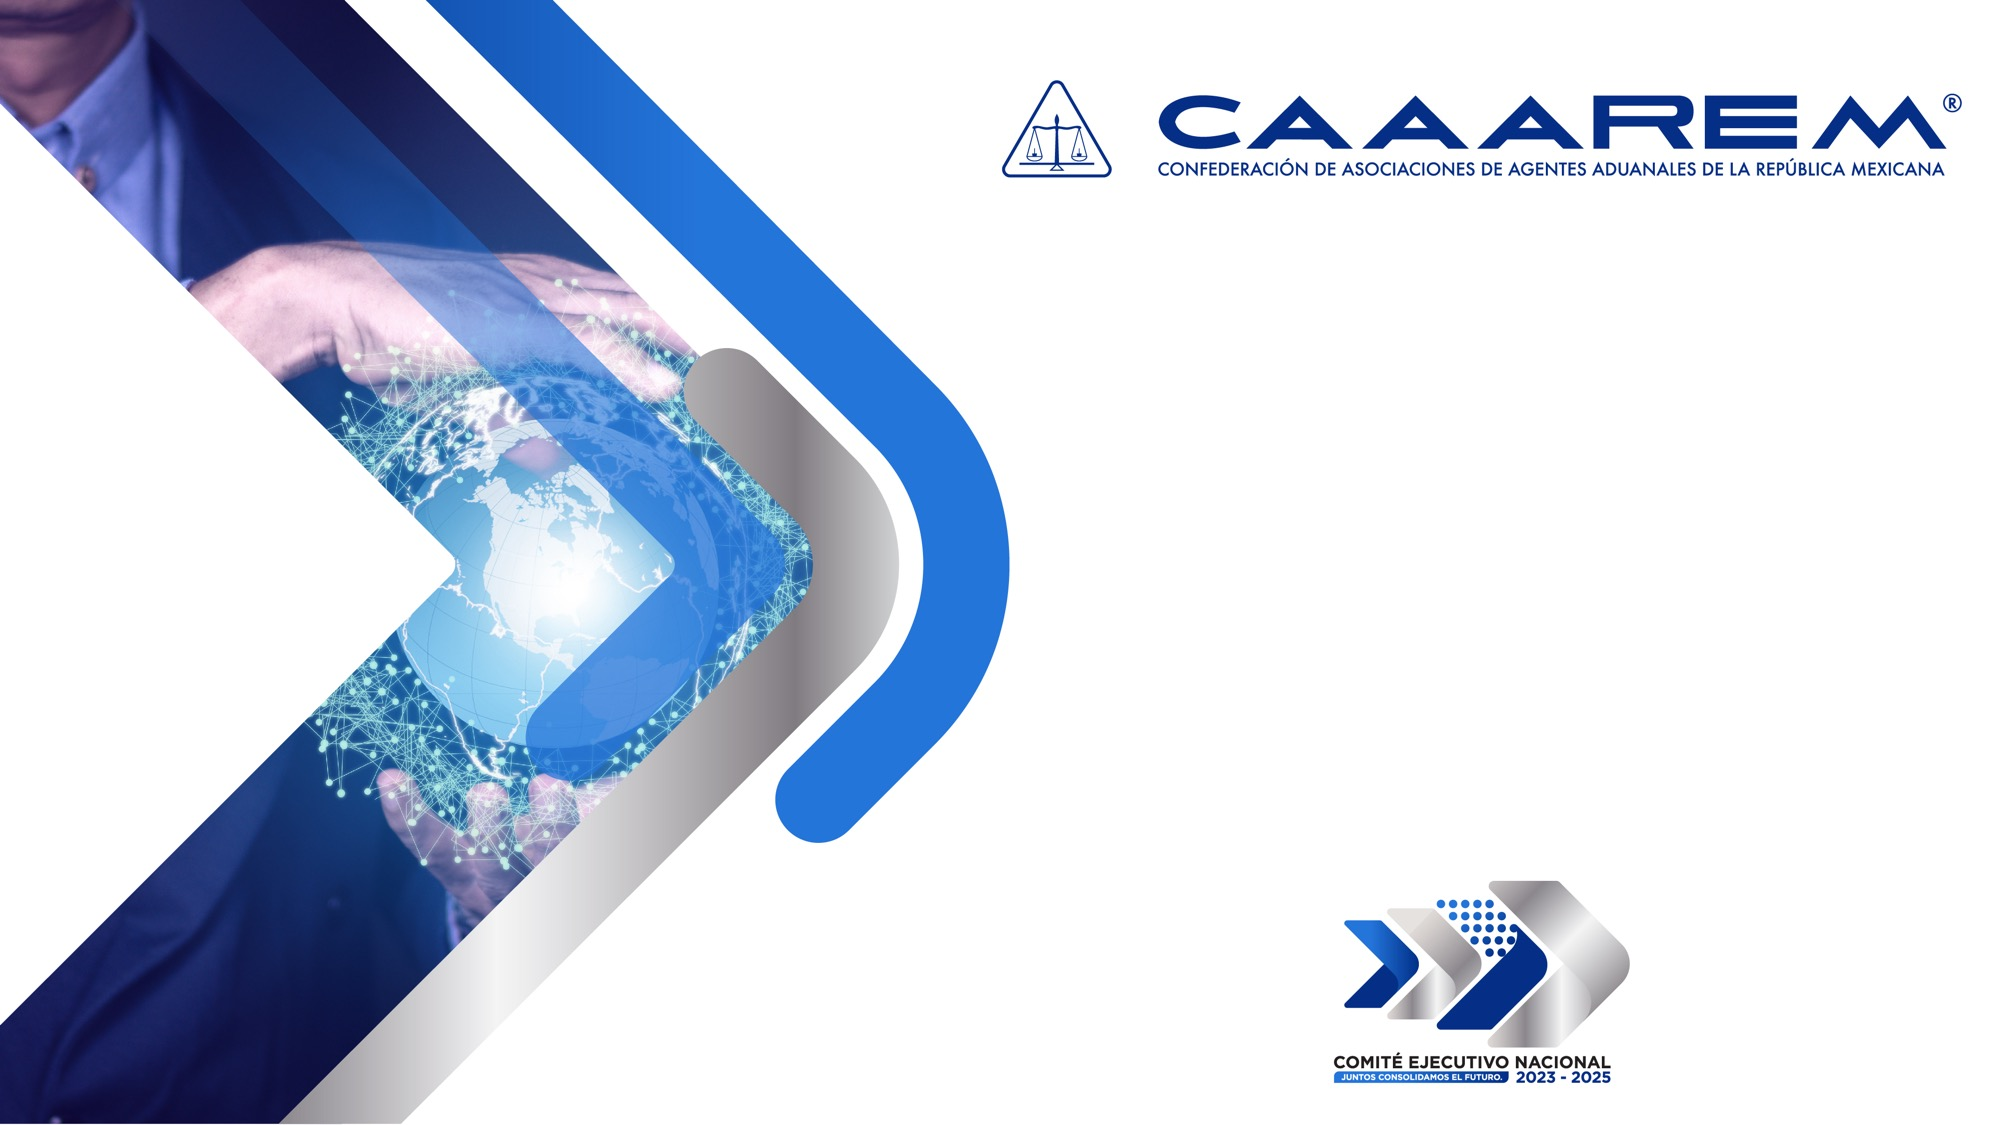 CAAAREM®
CONFEDERACIÓN DE ASOCIACIONES DE AGENTES ADUANALES DE LA REPÚBLICA MEXICANA
COMITÉ EJECUTIVO NACIONAL
JUNTOS CONSOLIDAMOS EL FUTURO. 2023 - 2025